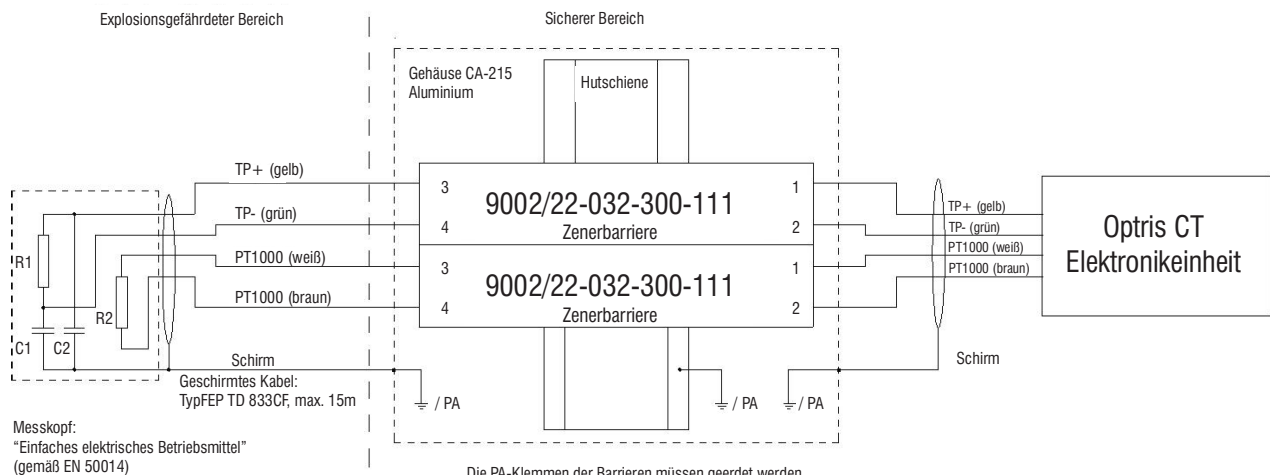 Explosionsgefährdeter Bereich
Sicherer Bereich
Gehäuse CA-215
Aluminium
Hutschiene
TP+ (gelb)
TP- (grün)
PT1000 (weiß)
PT1000 (braun)
3
4
3
4
9002/22-032-300-111
Zenerbarriere
9002/22-032-300-111
Zenerbarriere
1
2
1
2
TP+ (gelb)
TP- (grün)
PT1000 (weiß)
PT1000 (braun)
Optris CT
Elektronikeinheit
R1
R2
C1
C2
Schirm
Geschirmtes Kabel:
TypFEP TD 833CF, max. 15m
/ PA
/ PA
/ PA
Schirm
Messkopf:
"Einfaches elektrisches Betriebsmittel"
(gemäß EN 50014)
Die PA-Klemmen der Barrieren müssen geerdet werden